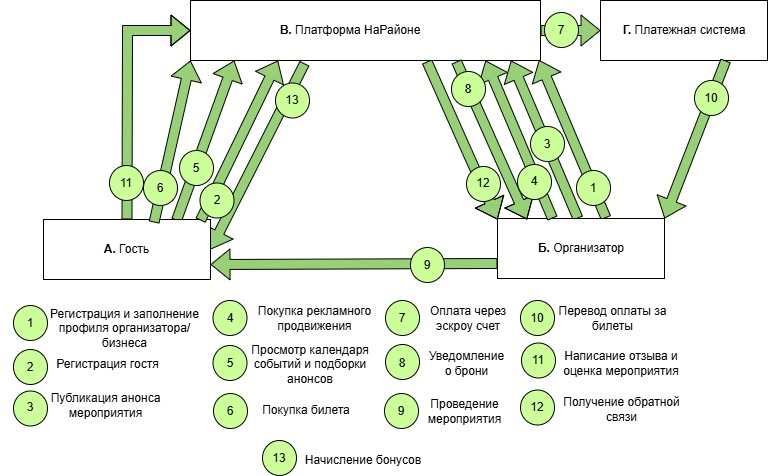 В. Платформа НаРайоне
7
Г. Платежная система
8
13
10
3
5
11
6
2
12
4
1
А. Гость
Б. Организатор
9
1
Регистрация и заполнение
профиля организатора/
бизнеса
4
Покупка рекламного
продвижения
7
Оплата через
эскроу счет
10
Перевод оплаты за
билеты
2
Регистрация гостя
5
Просмотр календаря
событий и подборки
анонсов
8
Уведомление
о брони
11
Написание отзыва и
оценка мероприятия
3
Публикация анонса
мероприятия
6
Покупка билета
9
Проведение
мероприятия
12
Получение обратной
связи
13
Начисление бонусов